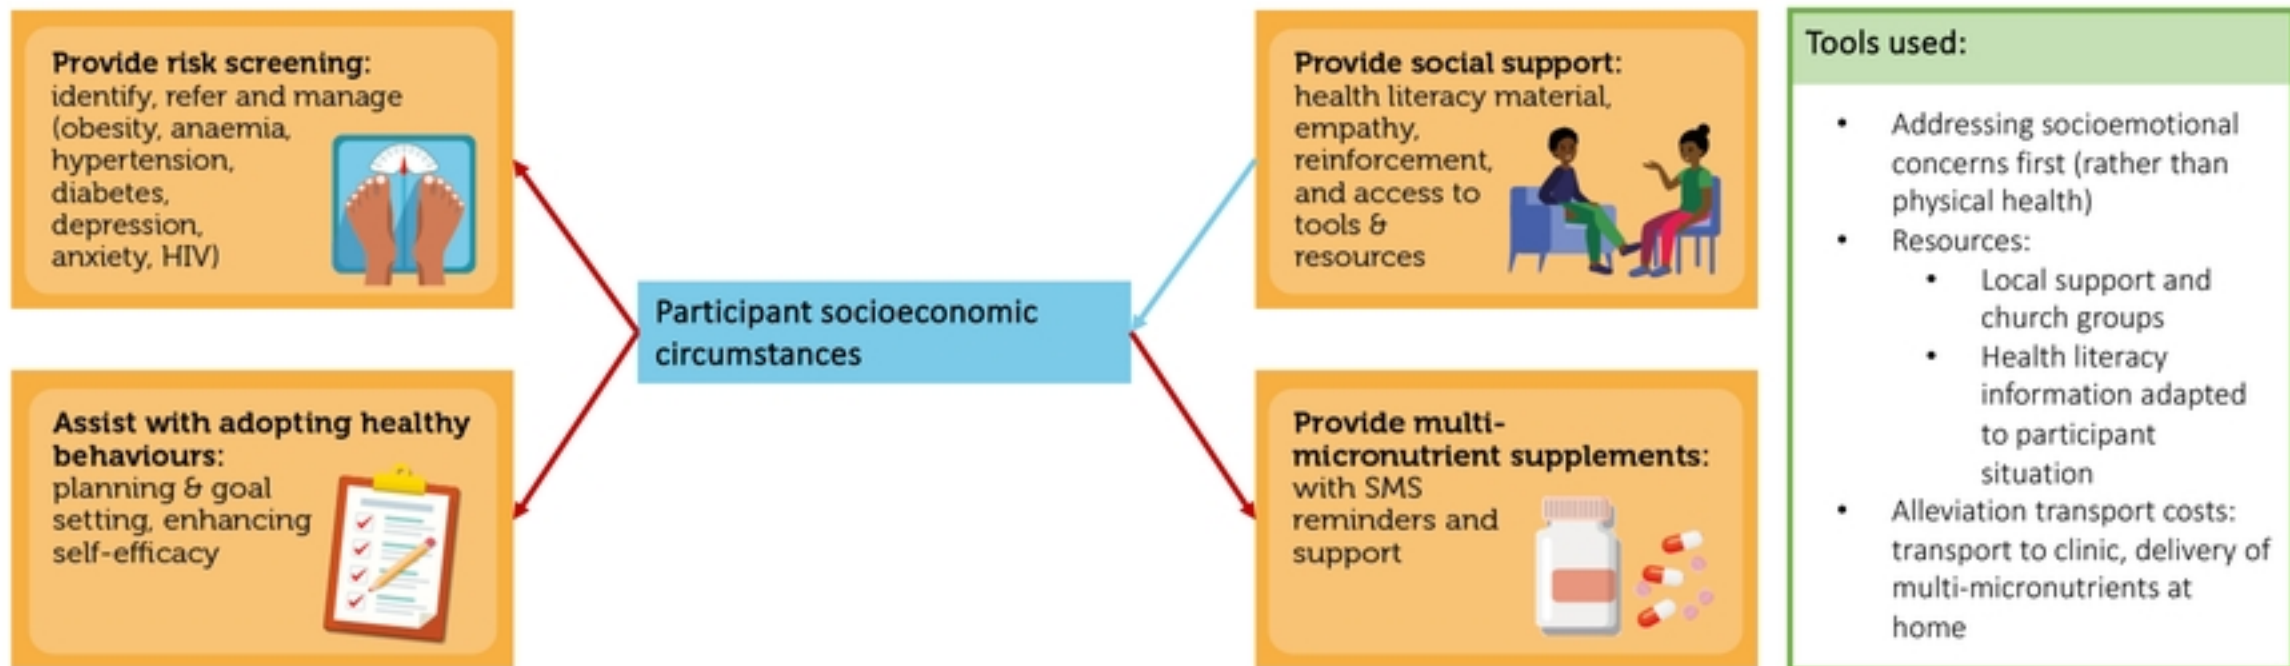 Provide risk screening:
identify, refer and manage
(obesity, anaemia,
hypertension,
diabetes,
depression,
anxiety, HIV)
Assist with adopting healthy
behaviours:
planning & goal
setting, enhancing
self-efficacy
Participant socioeconomic
circumstances
Provide social support:
health literacy material,
empathy,
reinforcement,
and access to
tools &
resources
Provide multi-
micronutrient supplements:
with SMS
reminders and
support
Tools used:
• Addressing socioemotional
concerns first (rather than
physical health)
• Resources:
• Local support and
church groups
• Health literacy
information adapted
to participant
situation
• Alleviation transport costs:
transport to clinic, delivery of
multi-micronutrients at
home